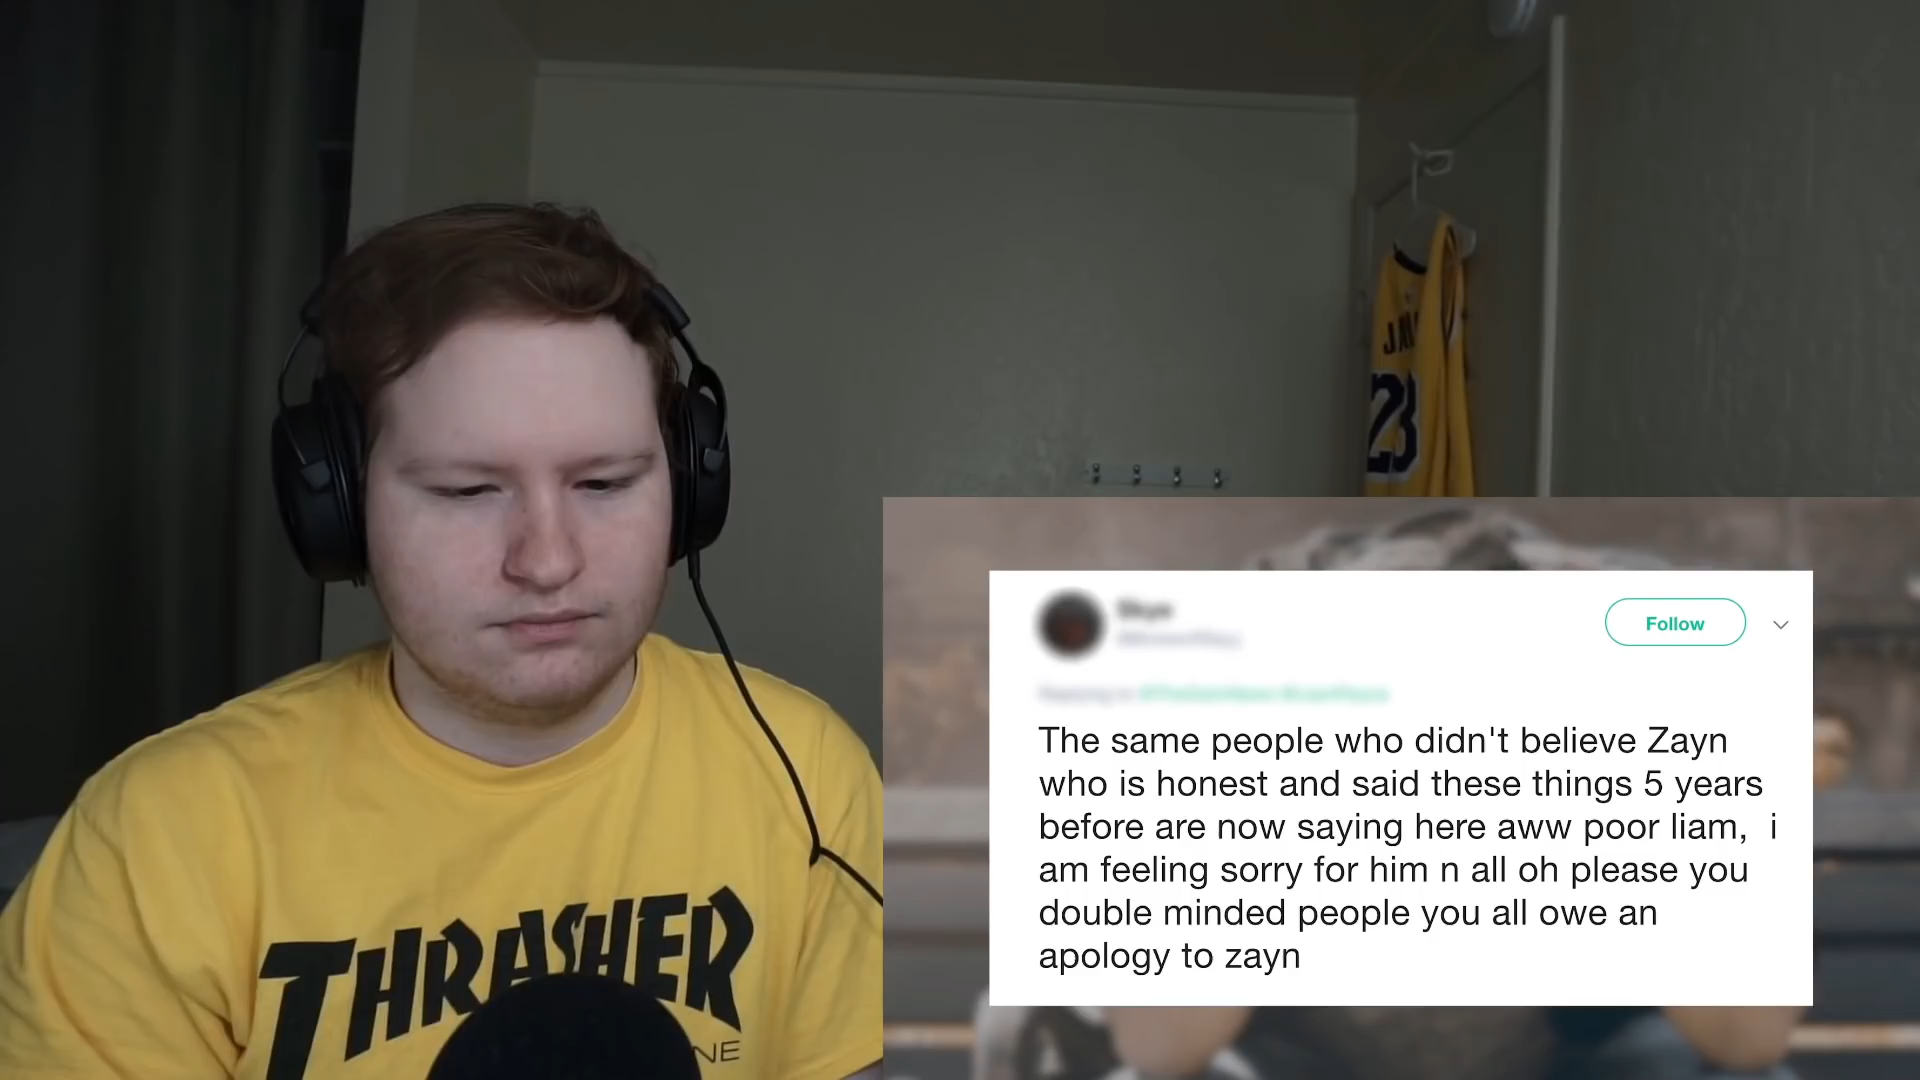 JAM
23
Follow
The same people who didn't believe Zayn
who is honest and said these things 5 years
before are now saying here aww poor liam, i
am feeling sorry for him n all oh please you
double minded people you all owe an
apology to zayn
THRASHER
NE